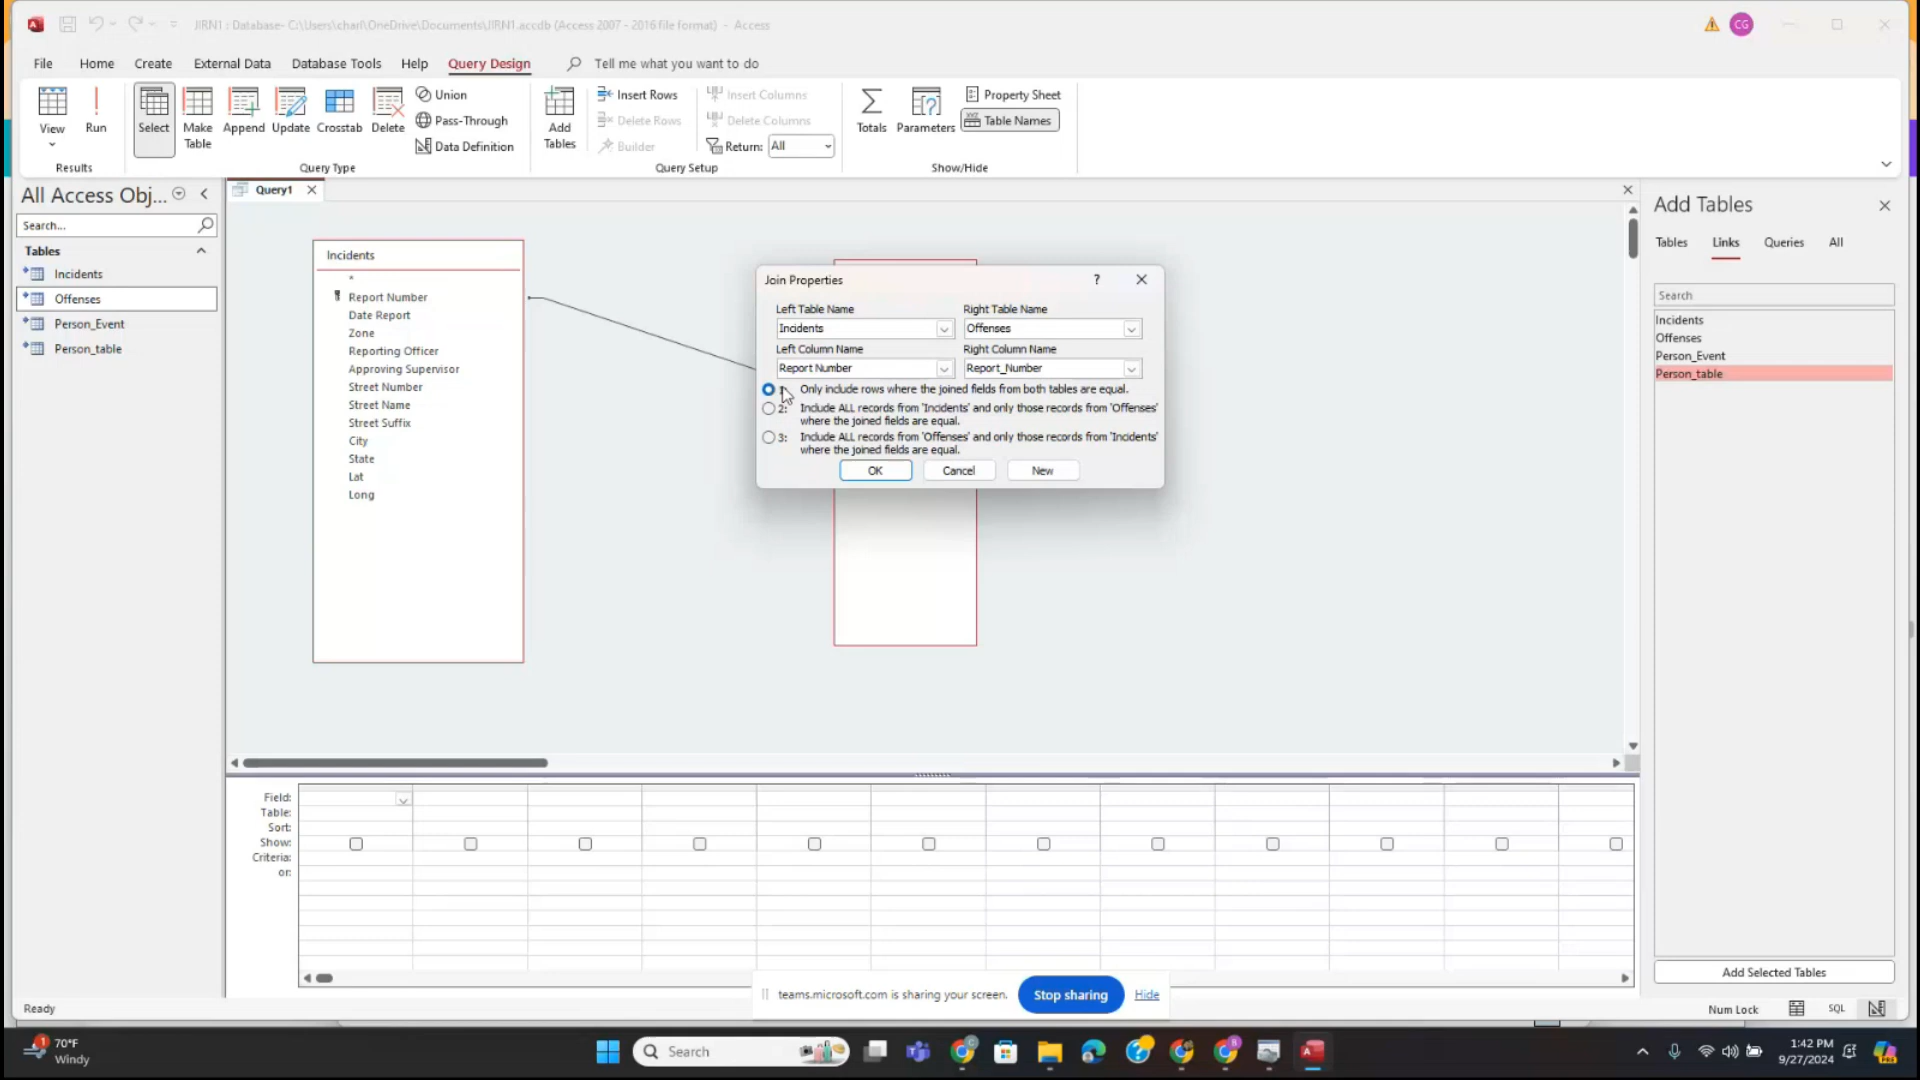 JIRN1 : Database- C:\Users\charl\OneDrive\Documents\JIRN1.accdb (Access 2007 - 2016 file format) - Access
CG
File Home Create External Data Database Tools Help Query Design Tell me what you want to do
View
Run
Results
Select
Make Table
Append
Update
Crosstab
Delete
Union
Pass-Through
Data Definition
Query Type
Add Tables
Insert Rows
Delete Rows
Builder
Insert Columns
Delete Columns
Return: All
Query Setup
Totals
Parameters
Property Sheet
Table Names
Show/Hide
All Access Obj...
Search...
Tables
Incidents
Offenses
Person_Event
Person_table
Query1
Incidents
*
Report Number
Date Report
Zone
Reporting Officer
Approving Supervisor
Street Number
Street Name
Street Suffix
City
State
Lat
Long
Join Properties
?
Left Table Name Right Table Name
Incidents Offenses
Left Column Name Right Column Name
Report Number Report_Number
Only include rows where the joined fields from both tables are equal.
2: Include ALL records from 'Incidents' and only those records from 'Offenses'
where the joined fields are equal.
3: Include ALL records from 'Offenses' and only those records from 'Incidents'
where the joined fields are equal.
OK Cancel New
Add Tables
Tables Links Queries All
Search
Incidents
Offenses
Person_Event
Person_table
Add Selected Tables
Field:
Table:
Sort:
Show:
Criteria:
or:
teams.microsoft.com is sharing your screen. Stop sharing Hide
Ready
Num Lock SQL
70°F
Windy
Search
1:42 PM
9/27/2024